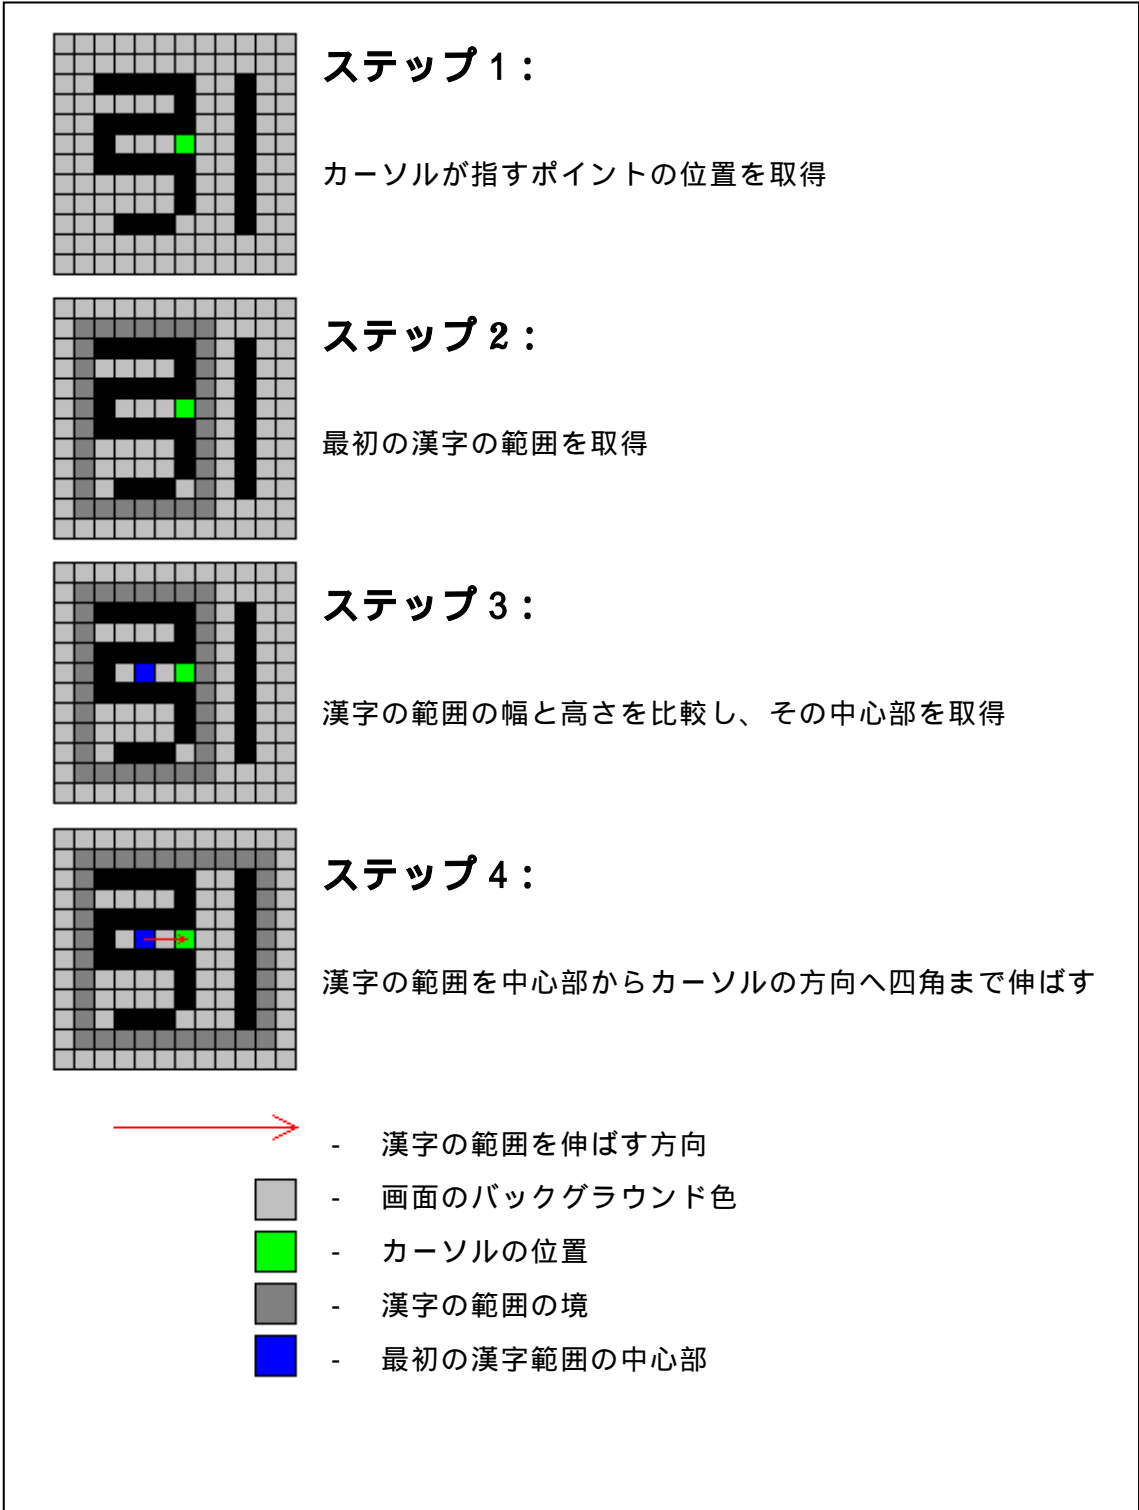 ステップ 1：
カーソルが指すポイントの位置を取得
ステップ 2：
最初の漢字の範囲を取得
ステップ 3：
漢字の範囲の幅と高さを比較し、その中心部を取得
ステップ 4：
漢字の範囲を中心部からカーソルの方向へ四角まで伸ばす
- 漢字の範囲を伸ばす方向
- 画面のバックグラウンド色
- カーソルの位置
- 漢字の範囲の境
- 最初の漢字範囲の中心部